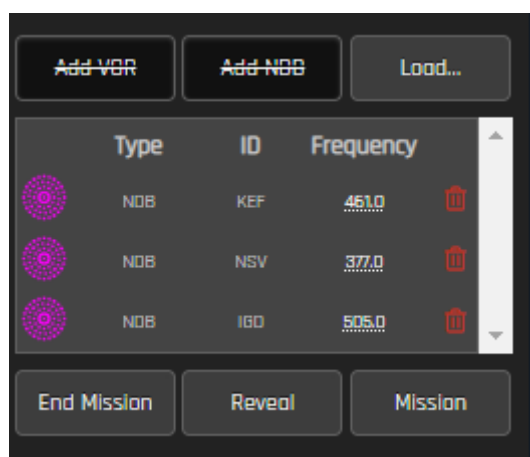 Add VOR Add NDB Load...
Type ID Frequency
NDB KEF 461.0
NDB NSV 377.0
NDB IGD 505.0
End Mission Reveal Mission